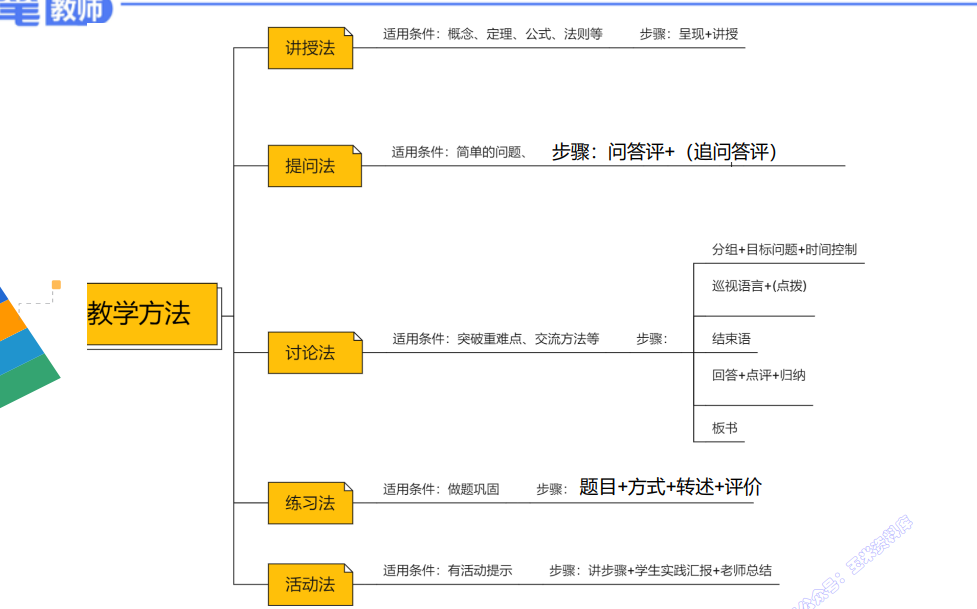 笔 教师
讲授法
适用条件：概念、定理、公式、法则等 步骤：呈现+讲授
提问法
适用条件：简单的问题、 步骤：问答评+（追问答评）
教学方法
讨论法
适用条件：突破重难点、交流方法等 步骤：
分组+目标问题+时间控制
巡视语言+(点拨)
结束语
回答+点评+归纳
板书
练习法
适用条件：做题巩固 步骤： 题目+方式+转述+评价
活动法
适用条件：有活动提示 步骤：讲步骤+学生实践汇报+老师总结